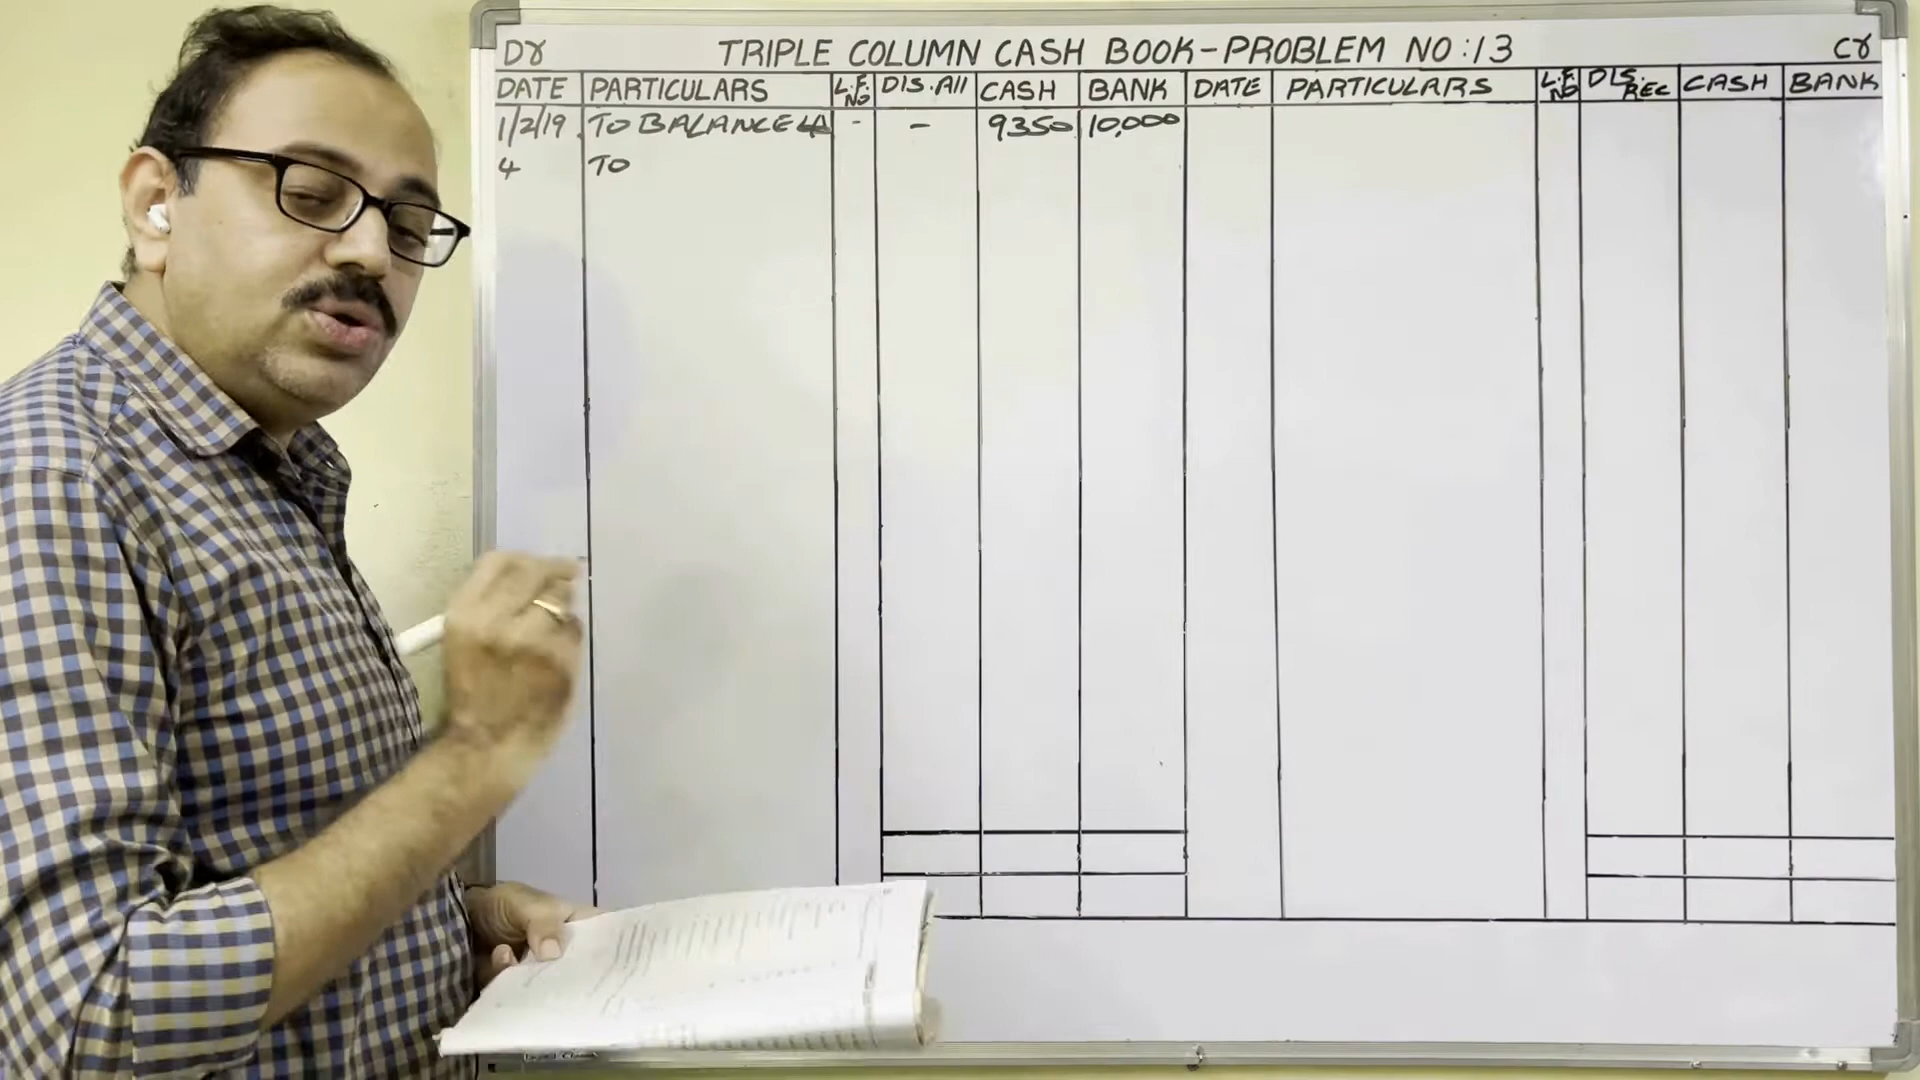 Dr TRIPLE COLUMN CASH BOOK-PROBLEM NO:13 Cr
DATE PARTICULARS L.F. NO DIS.All CASH BANK DATE PARTICULARS L.F. NO DIS. REC CASH BANK
1/2/19 TO BALANCE - - 9350 10,000
4 TO